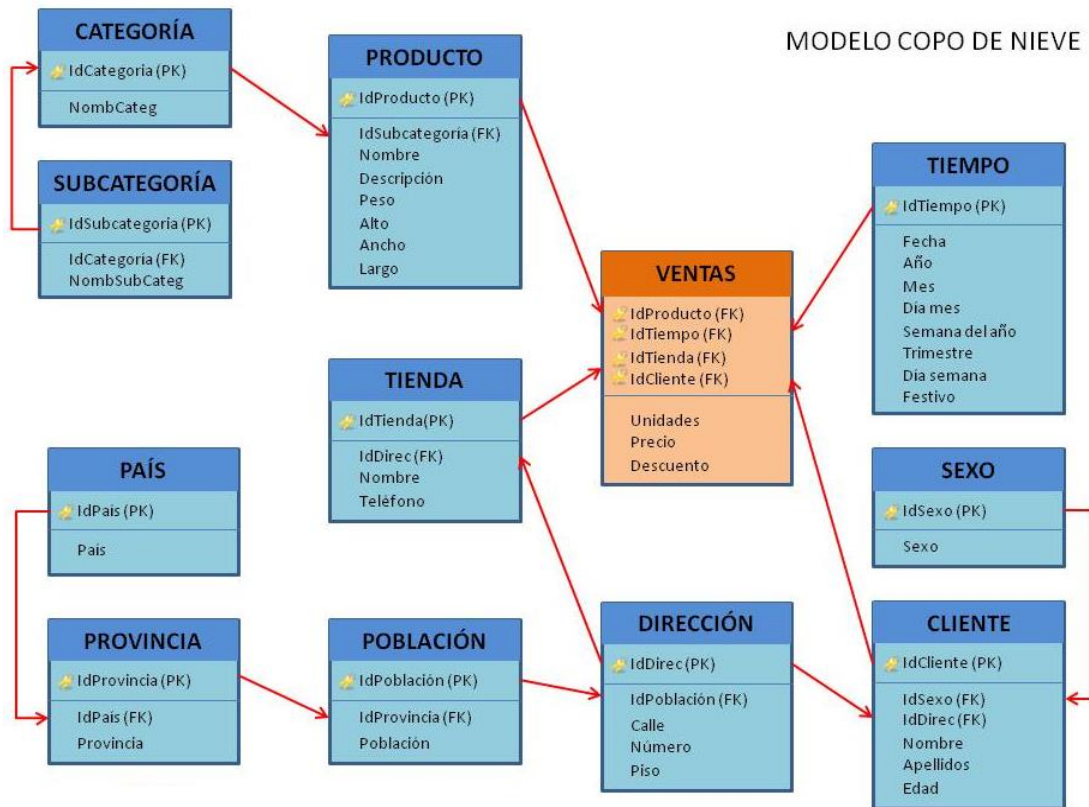 MODELO COPO DE NIEVE
CATEGORÍA
IdCategoria (PK)
NombCateg
SUBCATEGORÍA
IdSubcategoria (PK)
IdCategoria (FK)
NombSubCateg
PRODUCTO
IdProducto (PK)
IdSubcategoría (FK)
Nombre
Descripción
Peso
Alto
Ancho
Largo
VENTAS
IdProducto (FK)
IdTiempo (FK)
IdTienda (FK)
IdCliente (FK)
Unidades
Precio
Descuento
TIEMPO
IdTiempo (PK)
Fecha
Año
Mes
Día mes
Semana del año
Trimestre
Día semana
Festivo
TIENDA
IdTienda(PK)
IdDirec (FK)
Nombre
Teléfono
PAÍS
IdPaís (PK)
País
SEXO
IdSexo (PK)
Sexo
PROVINCIA
IdProvincia (PK)
IdPaís (FK)
Provincia
POBLACIÓN
IdPoblación (PK)
IdProvincia (FK)
Población
DIRECCIÓN
IdDirec (PK)
IdPoblación (FK)
Calle
Número
Piso
CLIENTE
IdCliente (PK)
IdSexo (FK)
IdDirec (FK)
Nombre
Apellidos
Edad